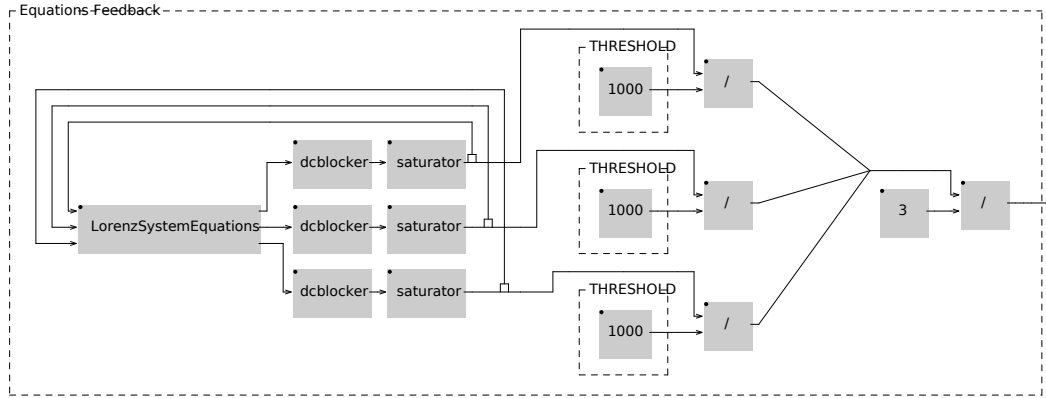 Equations Feedback
THRESHOLD
1000
/
dcblocker
saturator
THRESHOLD
1000
/
3
/
LorenzSystemEquations
dcblocker
saturator
dcblocker
saturator
THRESHOLD
1000
/